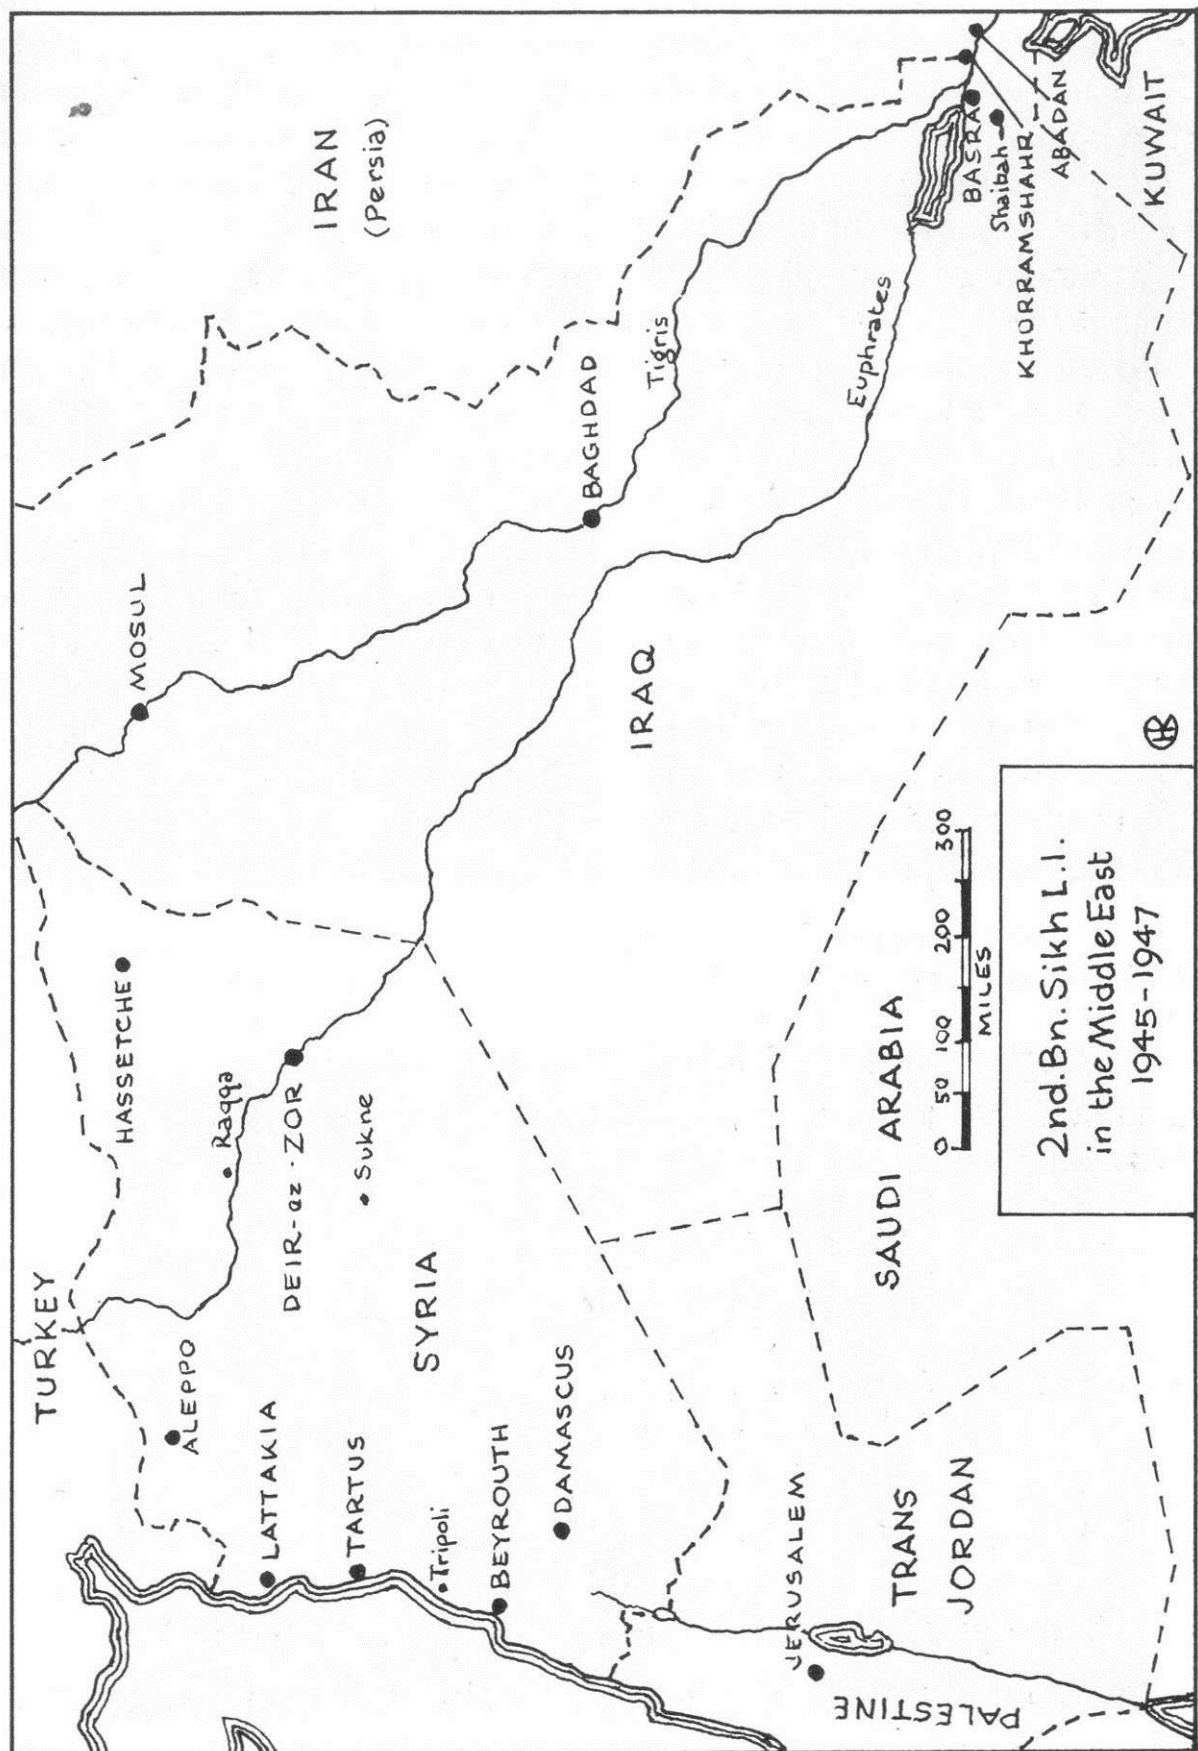 TURKEY
IRAN
(Persia)
MOSUL
HASSETCHE
ALEPPO
Raqqa
LATTAKIA
DEIR-az-ZOR
TARTUS
Sukne
SYRIA
Tripoli
BEYROUTH
DAMASCUS
BAGHDAD
Tigris
IRAQ
Euphrates
JERUSALEM
PALESTINE
TRANS
JORDAN
SAUDI ARABIA
BASRA
Shaibah
KHORRAMSHAHR
ABADAN
KUWAIT
0 50 100 200 300
MILES
2nd. Bn. Sikh L.I.
in the Middle East
1945-1947
HR